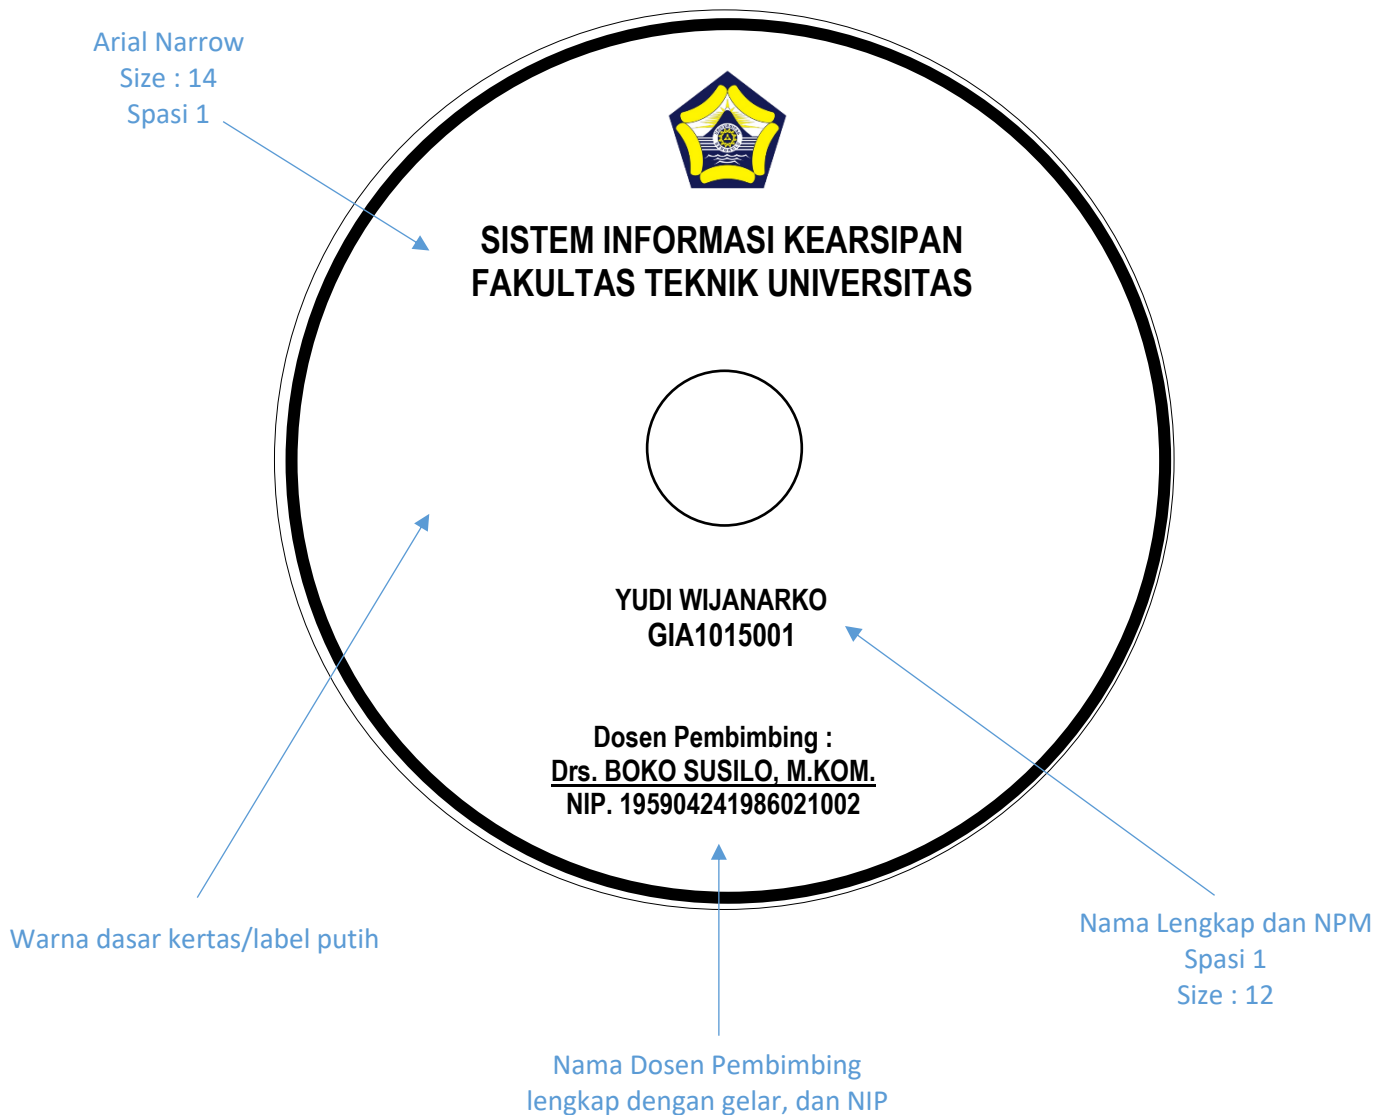 Arial Narrow
Size : 14
Spasi 1
SISTEM INFORMASI KEARSIPAN
FAKULTAS TEKNIK UNIVERSITAS
YUDI WIJANARKO
GIA1015001
Dosen Pembimbing :
Drs. BOKO SUSILO, M.KOM.
NIP. 195904241986021002
Warna dasar kertas/label putih
Nama Lengkap dan NPM
Spasi 1
Size : 12
Nama Dosen Pembimbing
lengkap dengan gelar, dan NIP